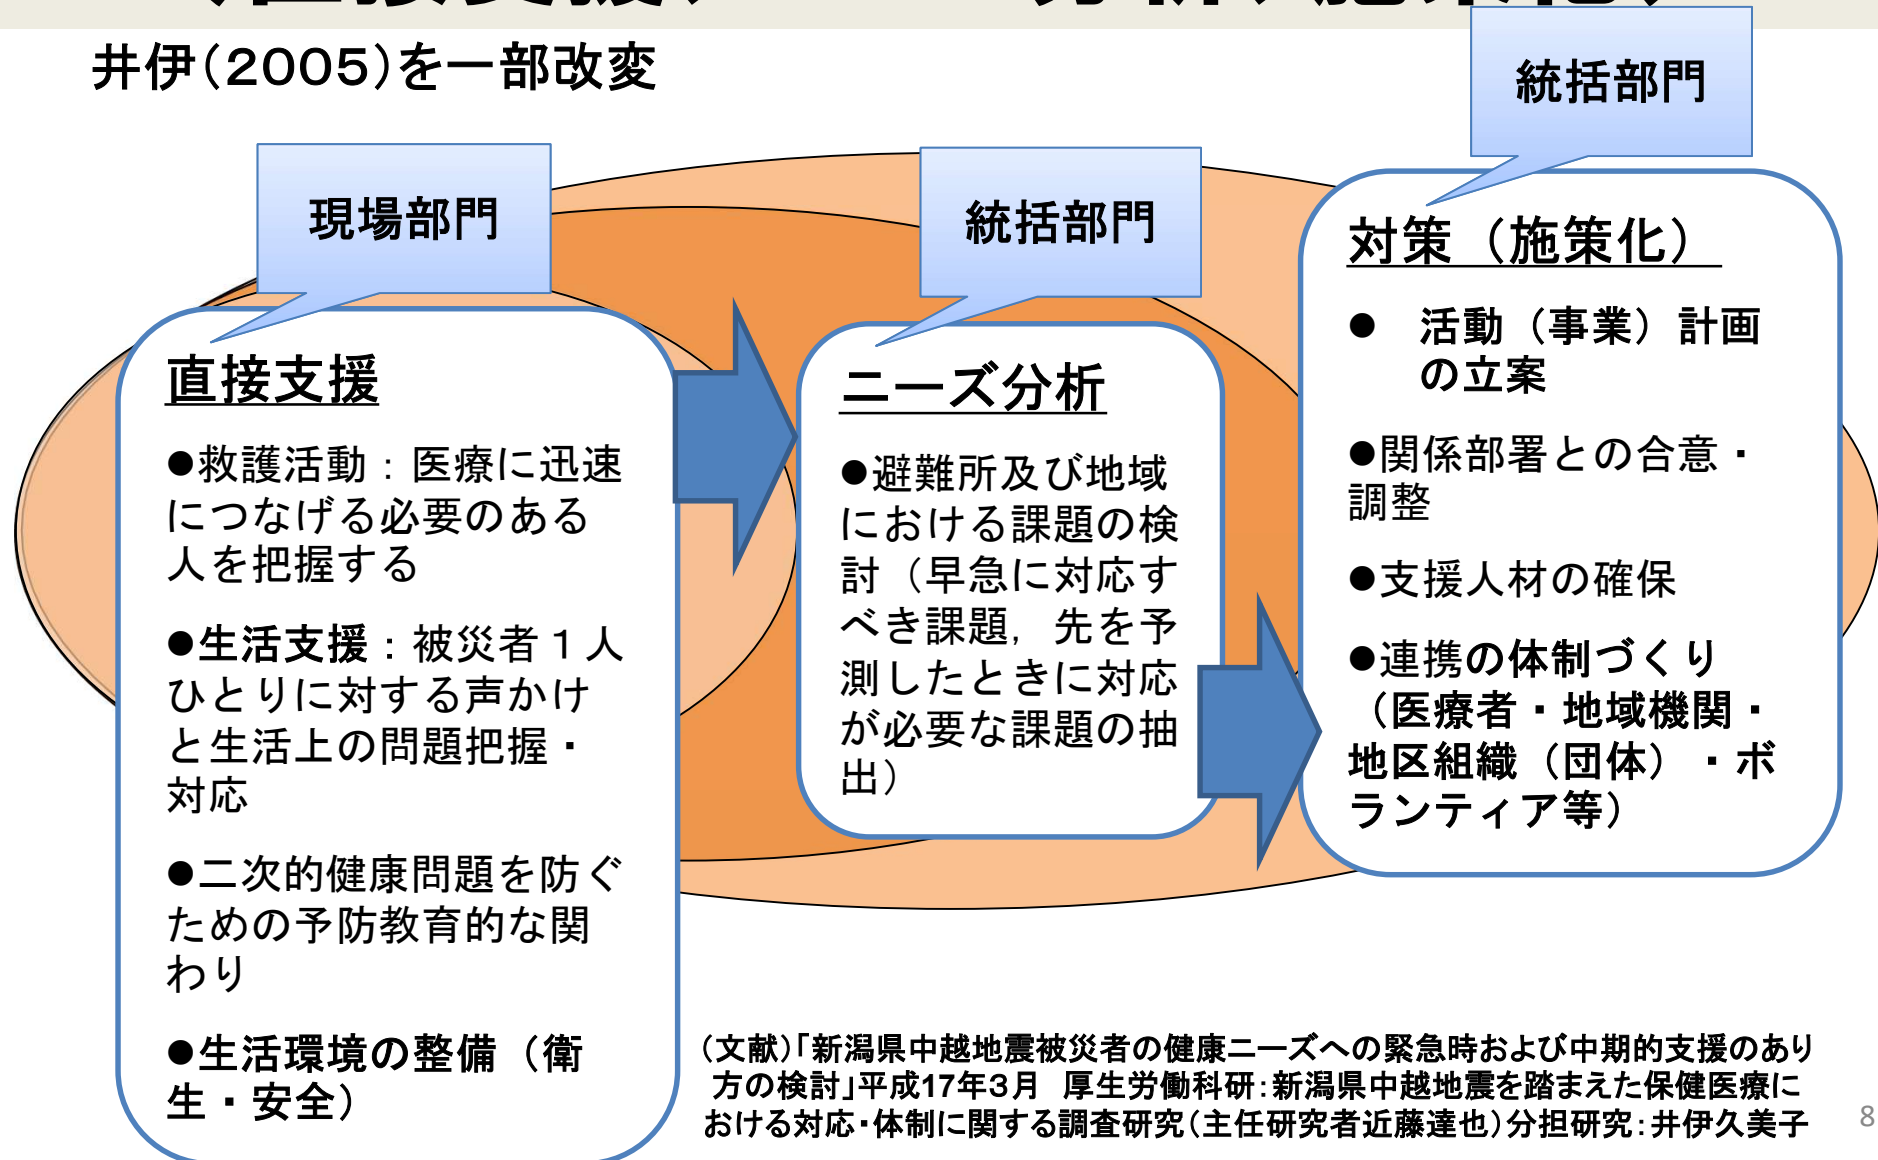 井伊（2005）を一部改変
現場部門
直接支援
●救護活動：医療に迅速
につなげる必要のある
人を把握する
●生活支援：被災者１人
ひとりに対する声かけ
と生活上の問題把握・
対応
●二次的健康問題を防ぐ
ための予防教育的な関
わり
●生活環境の整備（衛
生・安全）
統括部門
ニーズ分析
●避難所及び地域
における課題の検
討（早急に対応す
べき課題，先を予
測したときに対応
が必要な課題の抽
出）
統括部門
対策（施策化）
● 活動（事業）計画
の立案
●関係部署との合意・
調整
●支援人材の確保
●連携の体制づくり
（医療者・地域機関・
地区組織（団体）・ボ
ランティア等）
（文献）「新潟県中越地震被災者の健康ニーズへの緊急時および中期的支援のあり
方の検討」平成17年３月　厚生労働科研：新潟県中越地震を踏まえた保健医療に
おける対応・体制に関する調査研究（主任研究者近藤達也）分担研究：井伊久美子
8